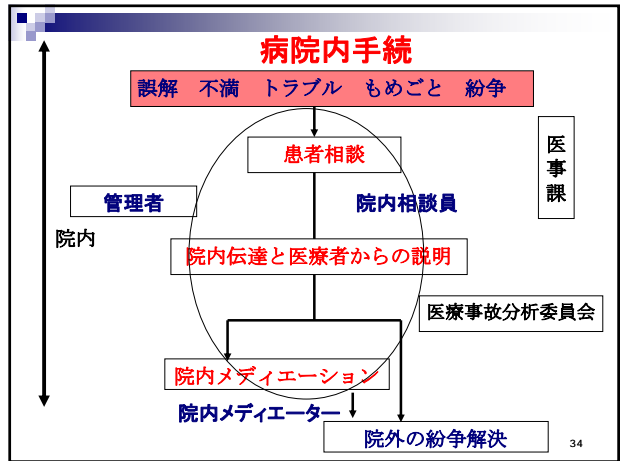 病院内手続
誤解　不満　トラブル　もめごと　紛争
患者相談
医事課
管理者
院内相談員
院内
院内伝達と医療者からの説明
医療事故分析委員会
院内メディエーション
院内メディエーター
院外の紛争解決
34